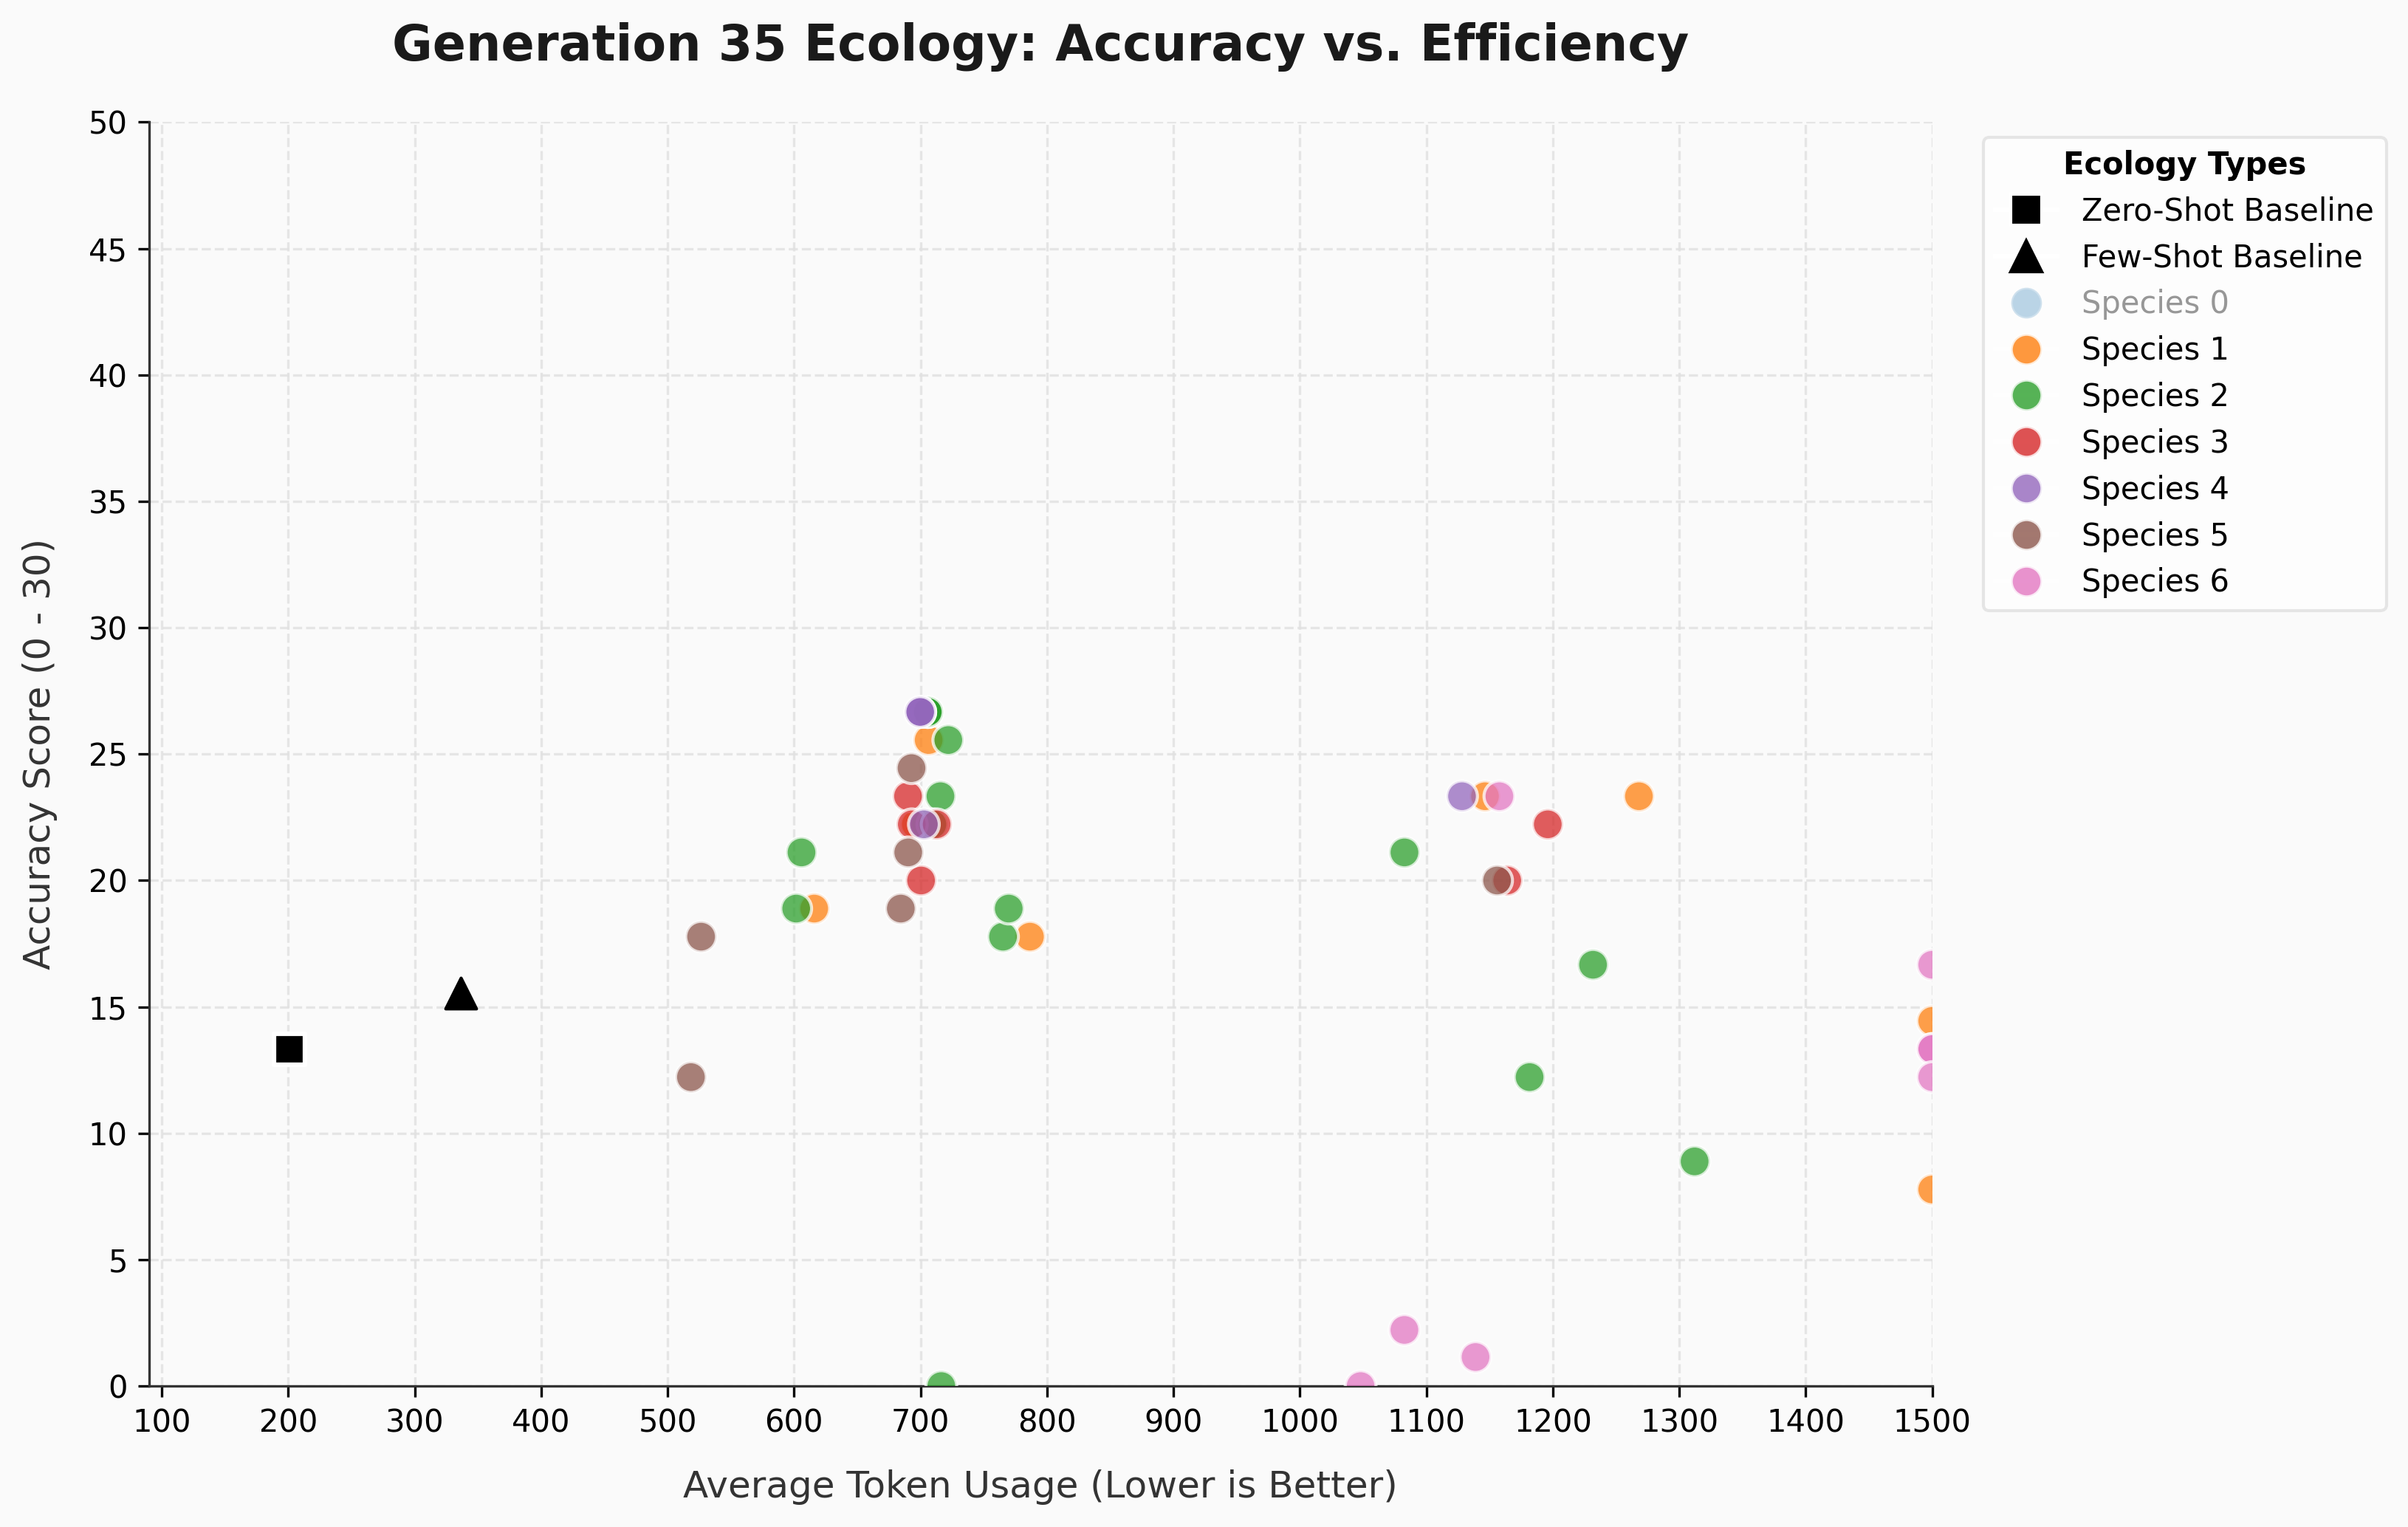 Generation 35 Ecology: Accuracy vs. Efficiency
50
45
40
35
30
25
20
15
10
5
0
Accuracy Score (0 - 30)
100 200 300 400 500 600 700 800 900 1000 1100 1200 1300 1400 1500
Average Token Usage (Lower is Better)
Ecology Types
Zero-Shot Baseline
Few-Shot Baseline
Species 0
Species 1
Species 2
Species 3
Species 4
Species 5
Species 6